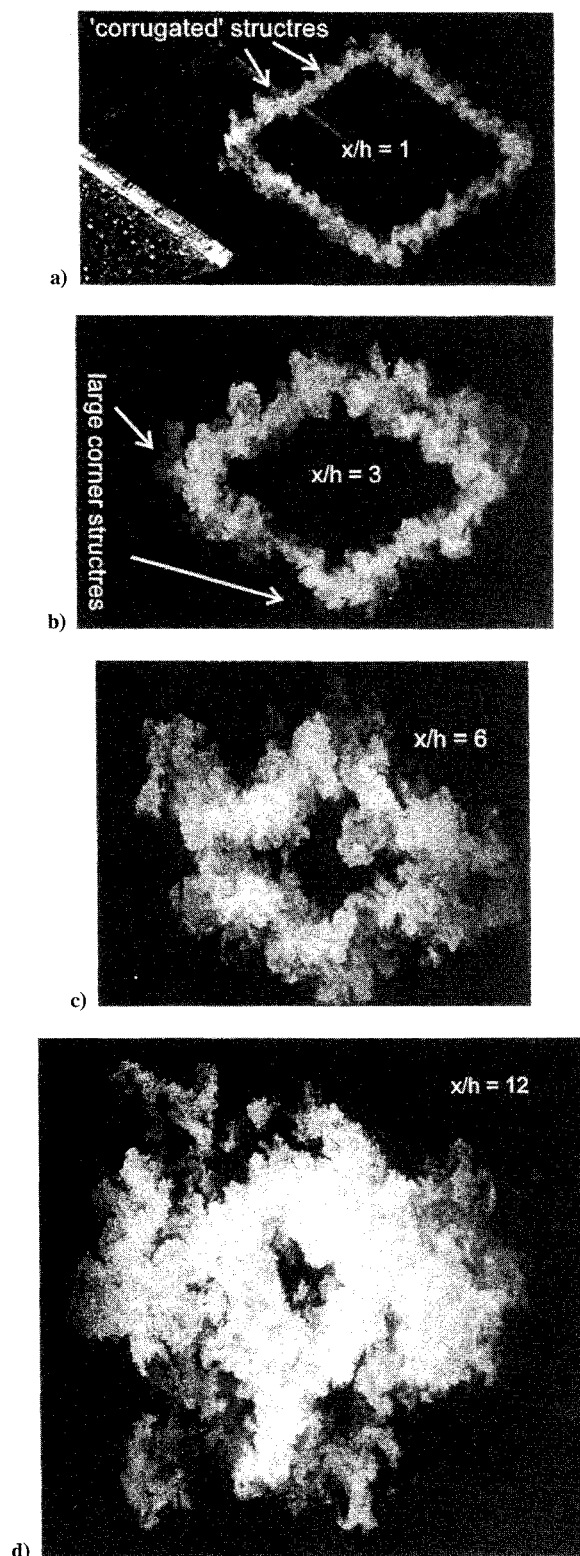 'corrugated' structres
x/h = 1
a)
large corner structres
x/h = 3
b)
x/h = 6
c)
x/h = 12
d)